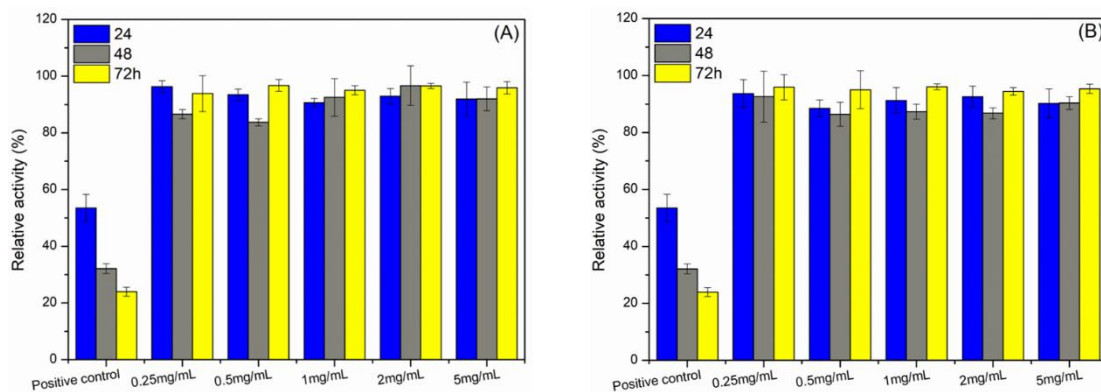 120
100
80
60
40
20
0
Relative activity (%)
24
48
72h
(A)
Positive control
0.25mg/mL
0.5mg/mL
1mg/mL
2mg/mL
5mg/mL
120
100
80
60
40
20
0
Relative activity (%)
24
48
72h
(B)
Positive control
0.25mg/mL
0.5mg/mL
1mg/mL
2mg/mL
5mg/mL